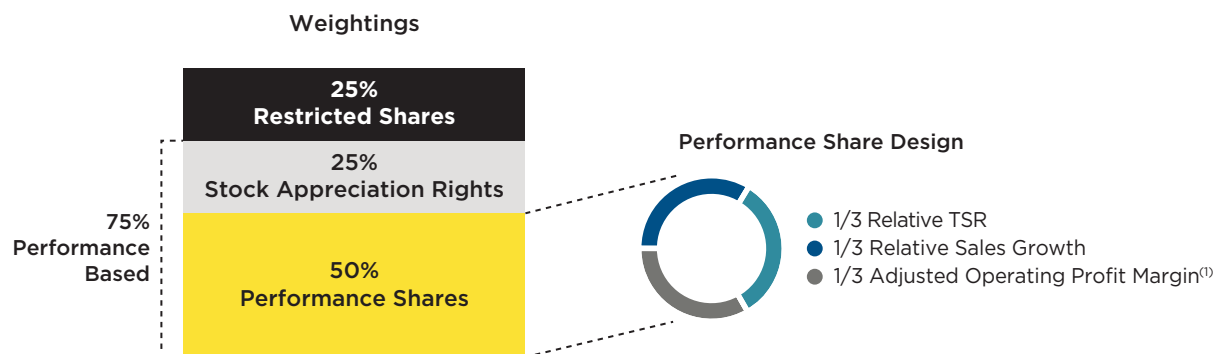 Weightings
25%
Restricted Shares
25%
Stock Appreciation Rights
75%
Performance
Based
50%
Performance Shares
Performance Share Design
1/3 Relative TSR
1/3 Relative Sales Growth
1/3 Adjusted Operating Profit Margin⁽¹⁾